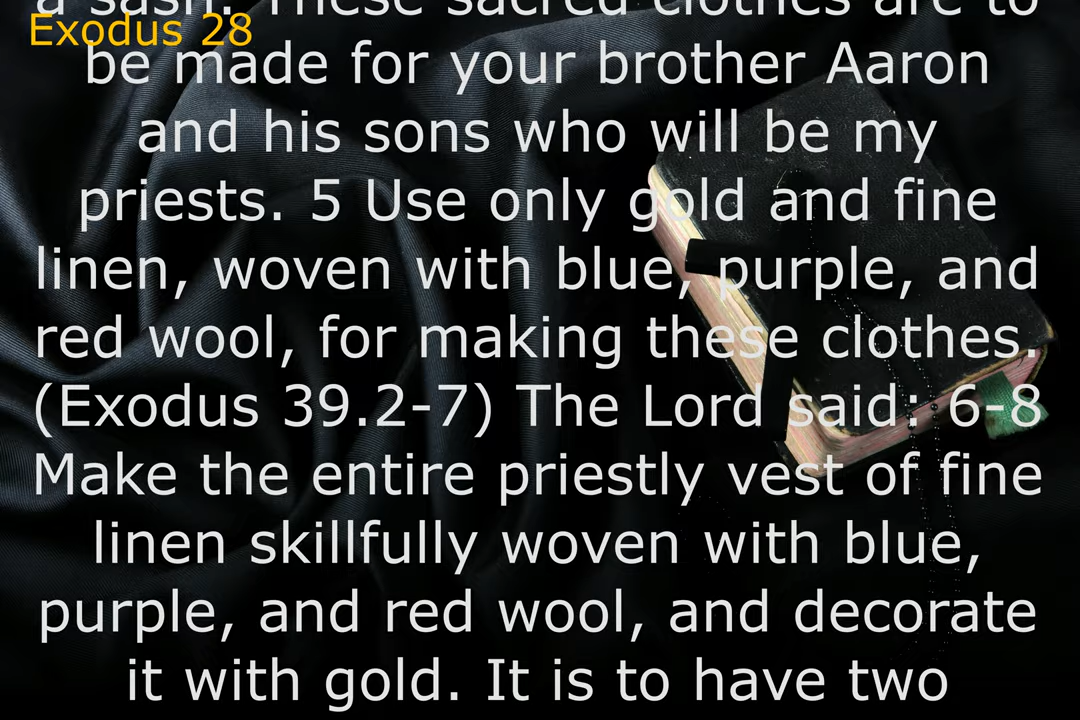 a sash. These sacred clothes are to
Exodus 28
be made for your brother Aaron
and his sons who will be my
priests. 5 Use only gold and fine
linen, woven with blue, purple, and
red wool, for making these clothes.
(Exodus 39.2-7) The Lord said: 6-8
Make the entire priestly vest of fine
linen skillfully woven with blue,
purple, and red wool, and decorate
it with gold. It is to have two